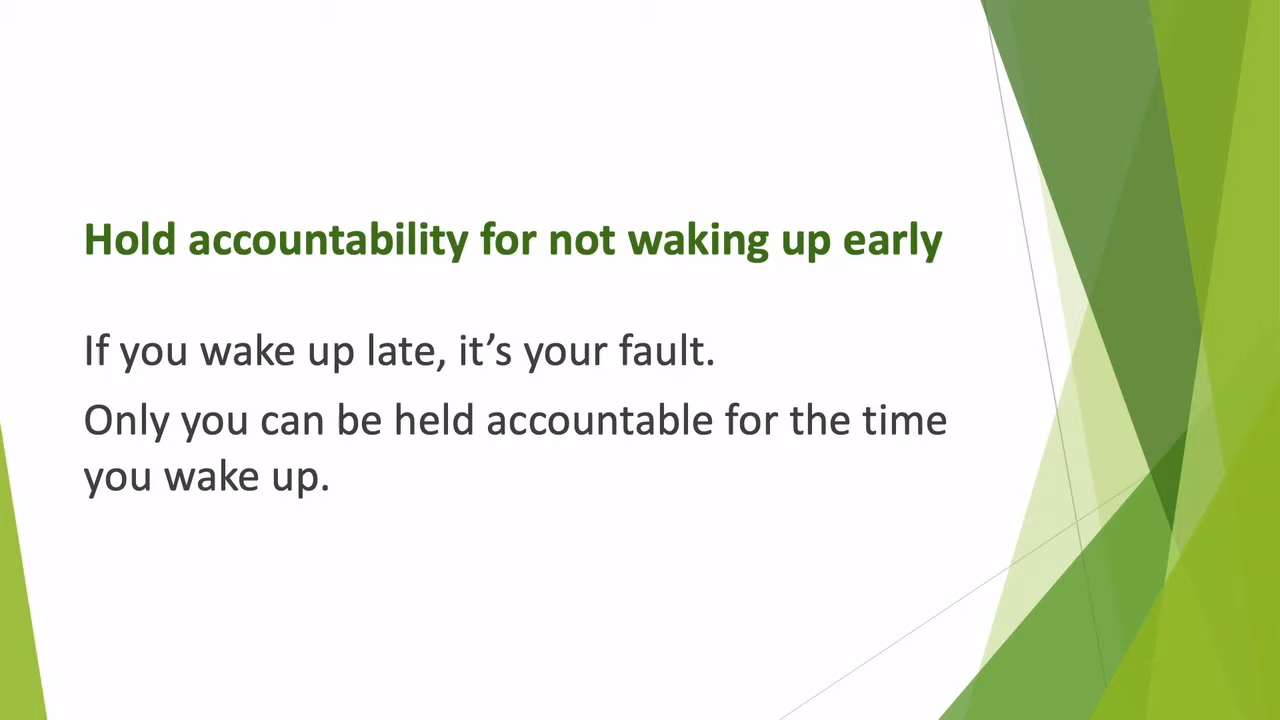 Hold accountability for not waking up early
If you wake up late, it’s your fault.
Only you can be held accountable for the time
you wake up.